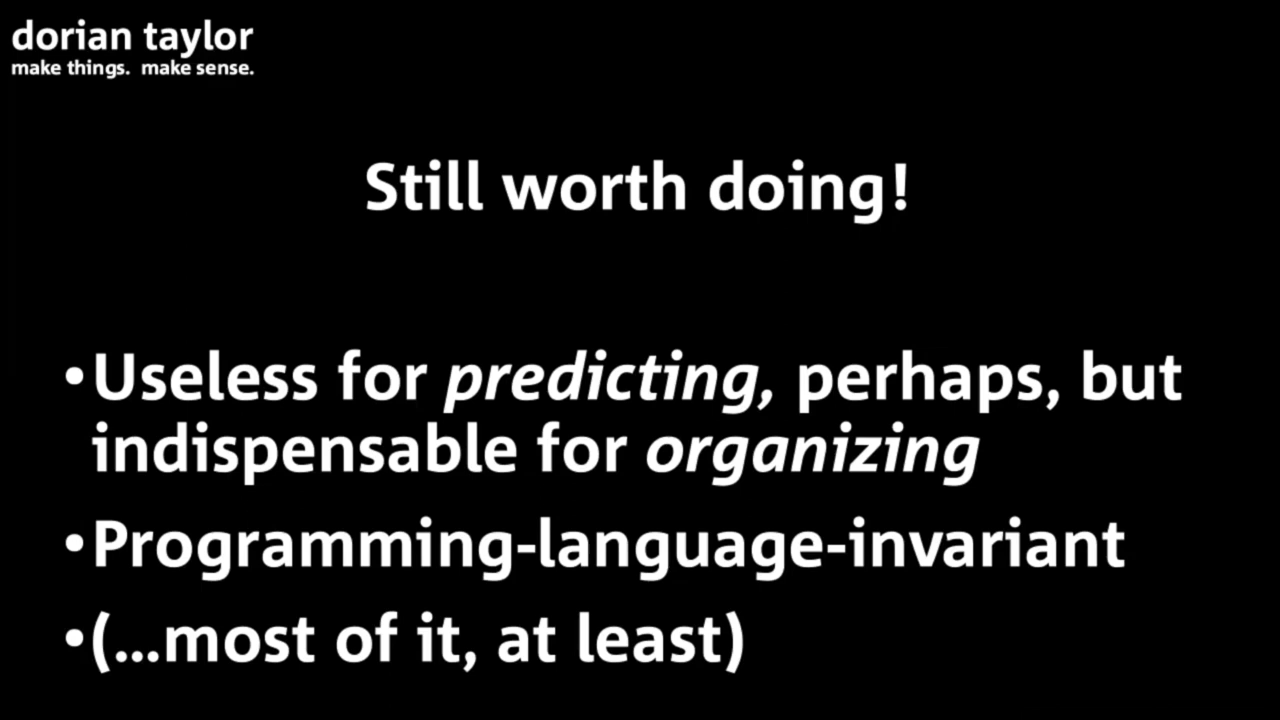 dorian taylor
make things. make sense.
Still worth doing!
•Useless for predicting, perhaps, but
indispensable for organizing
•Programming-language-invariant
•(...most of it, at least)